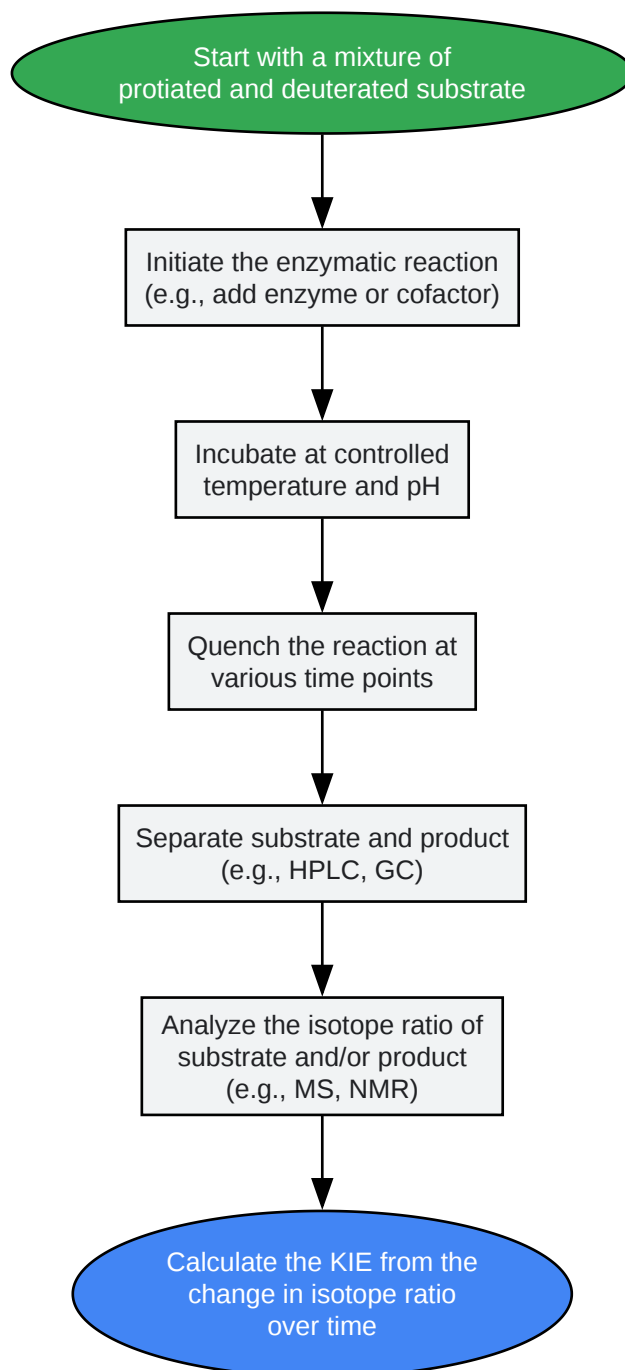 Start with a mixture of
protiated and deuterated substrate
Initiate the enzymatic reaction
(e.g., add enzyme or cofactor)
Incubate at controlled
temperature and pH
Quench the reaction at
various time points
Separate substrate and product
(e.g., HPLC, GC)
Analyze the isotope ratio of
substrate and/or product
(e.g., MS, NMR)
Calculate the KIE from the
change in isotope ratio
over time